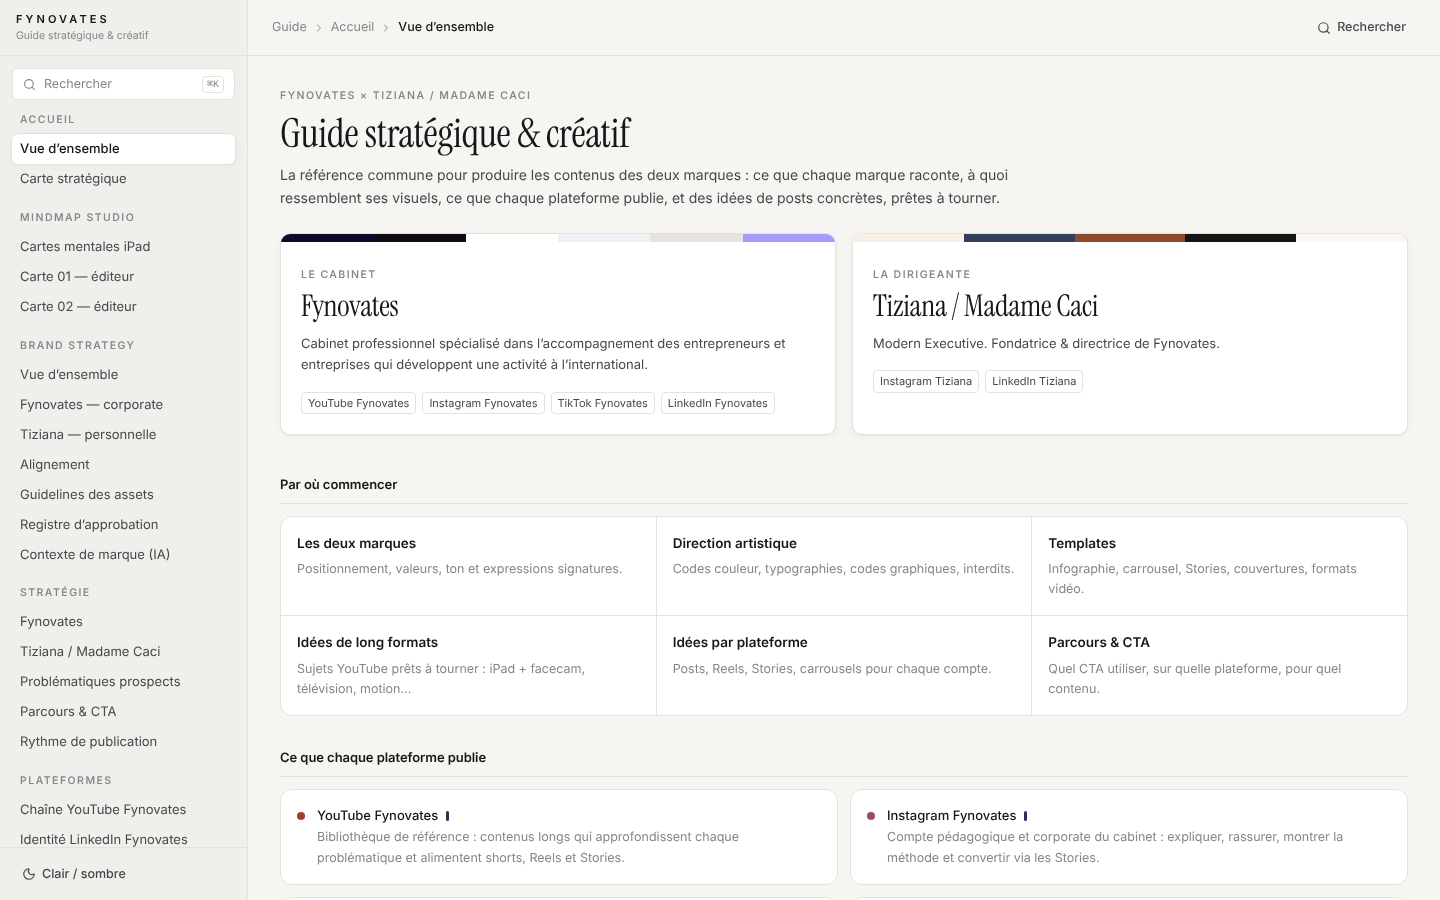 FYNOVATES
Guide stratégique & créatif
Rechercher
⌘K
ACCUEIL
Vue d’ensemble
Carte stratégique
MINDMAP STUDIO
Cartes mentales iPad
Carte 01 — éditeur
Carte 02 — éditeur
BRAND STRATEGY
Vue d’ensemble
Fynovates — corporate
Tiziana — personnelle
Alignement
Guidelines des assets
Registre d’approbation
Contexte de marque (IA)
STRATÉGIE
Fynovates
Tiziana / Madame Caci
Problématiques prospects
Parcours & CTA
Rythme de publication
PLATEFORMES
Chaîne YouTube Fynovates
Identité LinkedIn Fynovates
Clair / sombre
Guide › Accueil › Vue d’ensemble
Rechercher
FYNOVATES × TIZIANA / MADAME CACI
Guide stratégique & créatif
La référence commune pour produire les contenus des deux marques : ce que chaque marque raconte, à quoi
ressemblent ses visuels, ce que chaque plateforme publie, et des idées de posts concrètes, prêtes à tourner.
LE CABINET
Fynovates
Cabinet professionnel spécialisé dans l’accompagnement des entrepreneurs et
entreprises qui développent une activité à l’international.
YouTube Fynovates
Instagram Fynovates
TikTok Fynovates
LinkedIn Fynovates
LA DIRIGEANTE
Tiziana / Madame Caci
Modern Executive. Fondatrice & directrice de Fynovates.
Instagram Tiziana
LinkedIn Tiziana
Par où commencer
Les deux marques
Positionnement, valeurs, ton et expressions signatures.
Direction artistique
Codes couleur, typographies, codes graphiques, interdits.
Templates
Infographie, carrousel, Stories, couvertures, formats
vidéo.
Idées de long formats
Sujets YouTube prêts à tourner : iPad + facecam,
télévision, motion…
Idées par plateforme
Posts, Reels, Stories, carrousels pour chaque compte.
Parcours & CTA
Quel CTA utiliser, sur quelle plateforme, pour quel
contenu.
Ce que chaque plateforme publie
YouTube Fynovates
Bibliothèque de référence : contenus longs qui approfondissent chaque
problématique et alimentent shorts, Reels et Stories.
Instagram Fynovates
Compte pédagogique et corporate du cabinet : expliquer, rassurer, montrer la
méthode et convertir via les Stories.